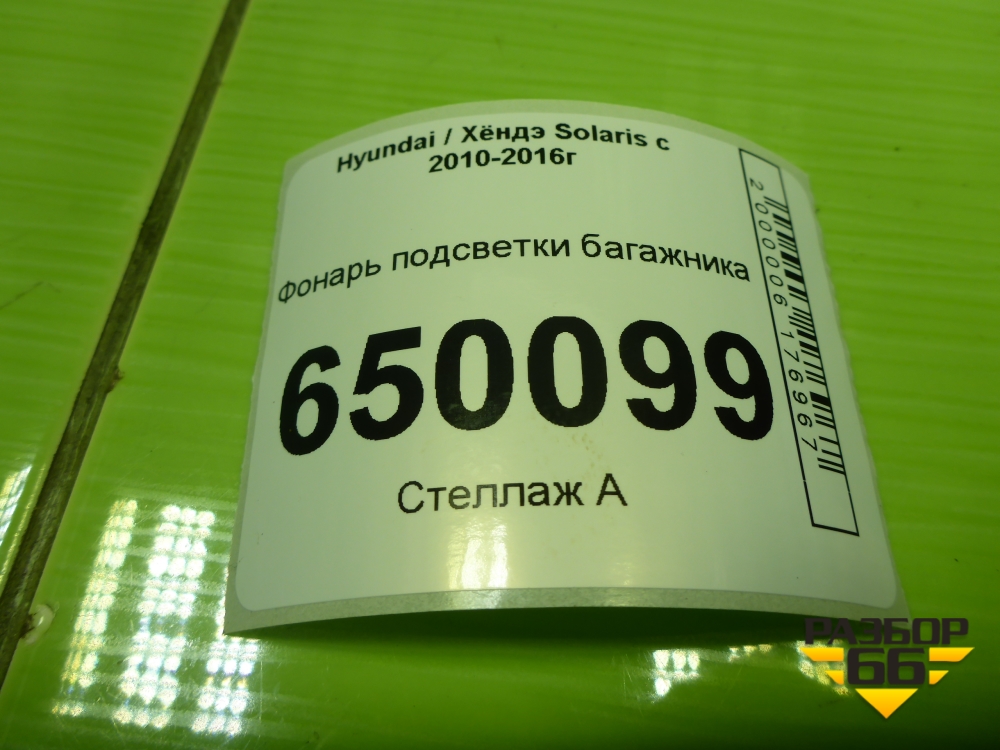 Hyundai / Хёндэ Solaris с
2010-2016г
Фонарь подсветки багажника
650099
Стеллаж А
2000006176967
РАЗБОР
66